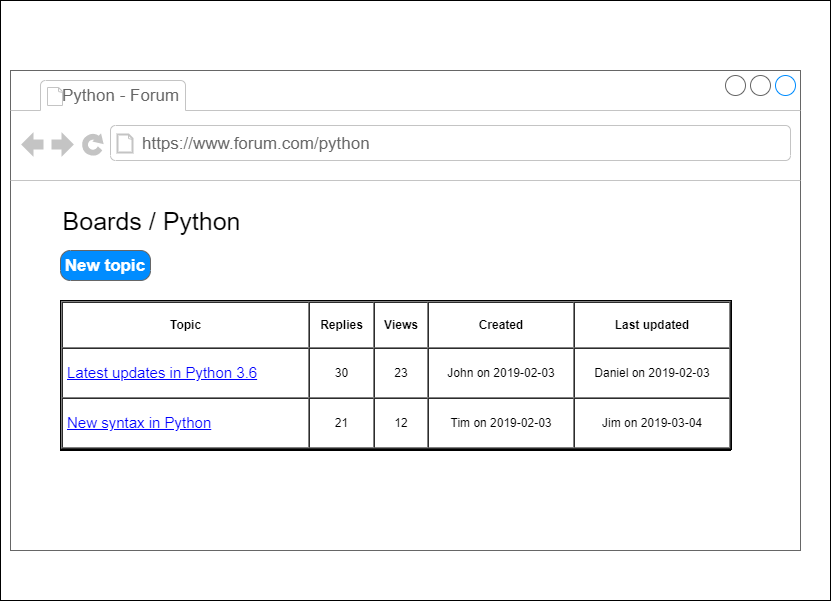 Python - Forum
https://www.forum.com/python
Boards / Python
New topic
Topic Replies Views Created Last updated
Latest updates in Python 3.6 30 23 John on 2019-02-03 Daniel on 2019-02-03
New syntax in Python 21 12 Tim on 2019-02-03 Jim on 2019-03-04